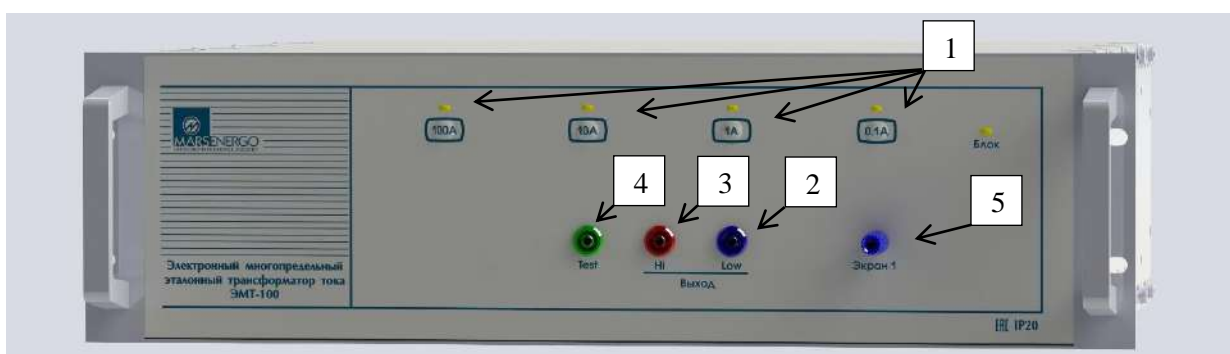 1
100A
10A
1A
0.1A
Блок
MARSENERGO
4
3
2
5
Test
Hi
Low
Экран 1
Выход
Электронный многопредельный
эталонный трансформатор тока
ЭМТ-100
EAC IP20